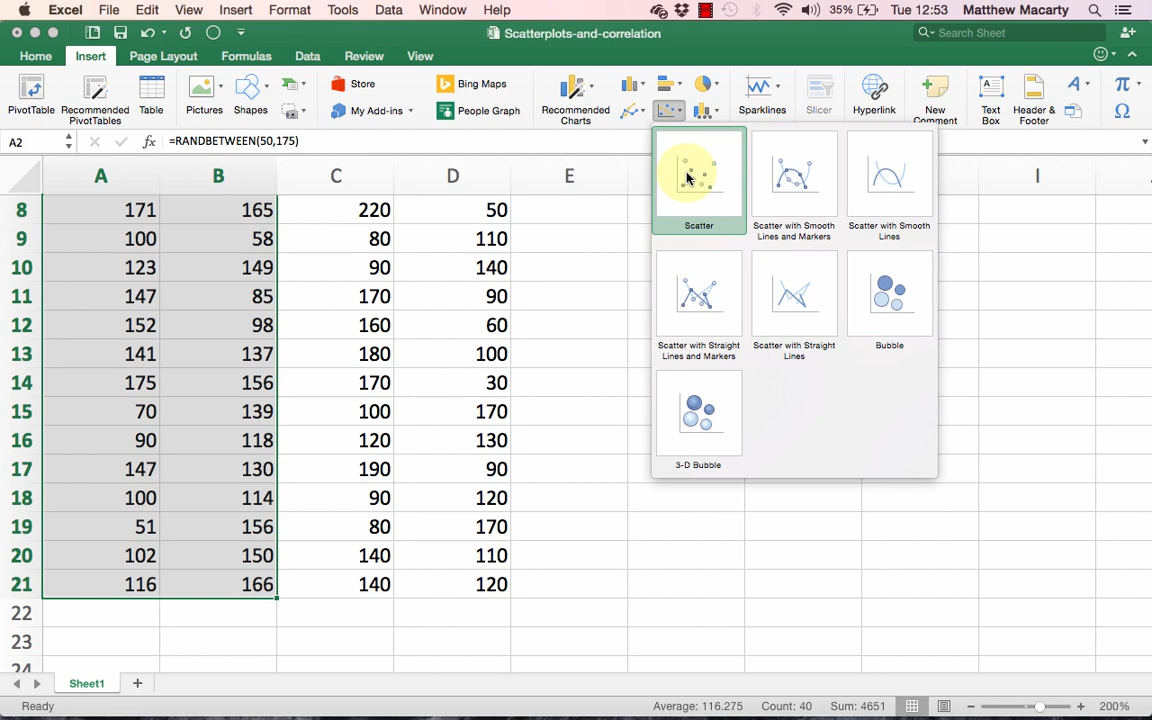 Excel File Edit View Insert Format Tools Data Window Help 35% Tue 12:53 Matthew Macarty
Scatterplots-and-correlation Search Sheet
Home Insert Page Layout Formulas Data Review View
PivotTable Recommended PivotTables Table Pictures Shapes Store My Add-ins Bing Maps People Graph Recommended Charts Sparklines Slicer Hyperlink New Comment Text Box Header & Footer
A2 fx =RANDBETWEEN(50,175)
A B C D E I
8 171 165 220 50
9 100 58 80 110
10 123 149 90 140
11 147 85 170 90
12 152 98 160 60
13 141 137 180 100
14 175 156 170 30
15 70 139 100 170
16 90 118 120 130
17 147 130 190 90
18 100 114 90 120
19 51 156 80 170
20 102 150 140 110
21 116 166 140 120
22
23
24
Scatter
Scatter with Smooth Lines and Markers
Scatter with Smooth Lines
Scatter with Straight Lines and Markers
Scatter with Straight Lines
Bubble
3-D Bubble
Sheet1 +
Ready Average: 116.275 Count: 40 Sum: 4651 200%